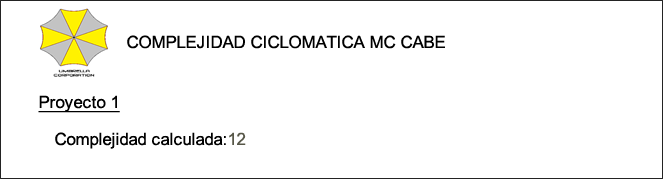 COMPLEJIDAD CICLOMATICA MC CABE
UMBRELLA
CORPORATION
Proyecto 1
Complejidad calculada:12